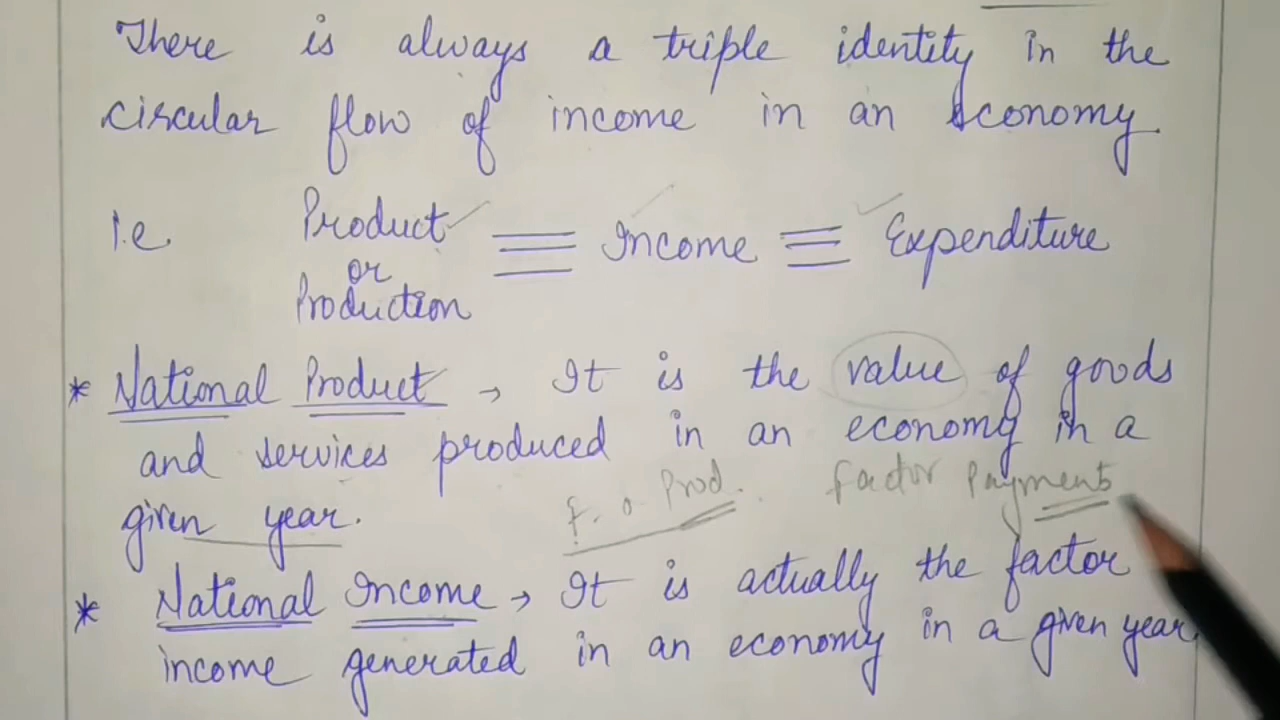 There is always a triple identity in the
circular flow of income in an economy.
i.e. Product ≡ Income ≡ Expenditure
or
Production
* National Product → It is the value of goods
and services produced in an economy in a
f. o Prod. factor Payments
given year.
* National Income → It is actually the factor
income generated in an economy in a given year